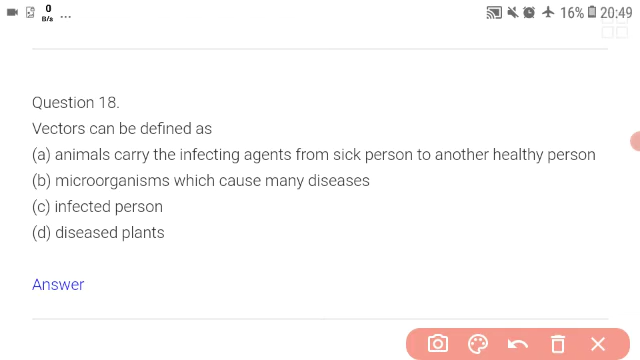 0
B/s ...
16% 20:49
Question 18.
Vectors can be defined as
(a) animals carry the infecting agents from sick person to another healthy person
(b) microorganisms which cause many diseases
(c) infected person
(d) diseased plants
Answer